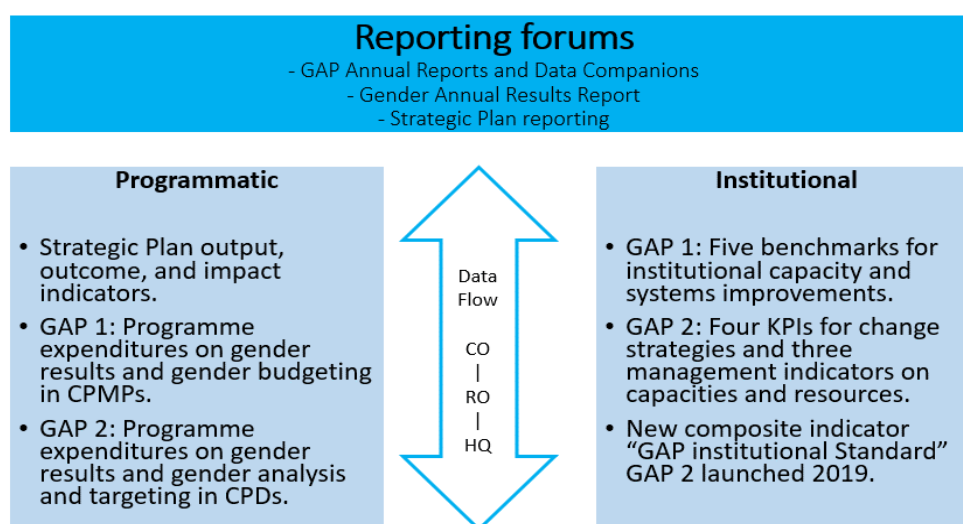 Reporting forums
- GAP Annual Reports and Data Companions
- Gender Annual Results Report
- Strategic Plan reporting
Programmatic
• Strategic Plan output,
outcome, and impact
indicators.
• GAP 1: Programme
expenditures on gender
results and gender budgeting
in CPMPs.
• GAP 2: Programme
expenditures on gender
results and gender analysis
and targeting in CPDs.
Data
Flow
CO
|
RO
|
HQ
Institutional
• GAP 1: Five benchmarks for
institutional capacity and
systems improvements.
• GAP 2: Four KPIs for change
strategies and three
management indicators on
capacities and resources.
• New composite indicator
“GAP institutional Standard”
GAP 2 launched 2019.